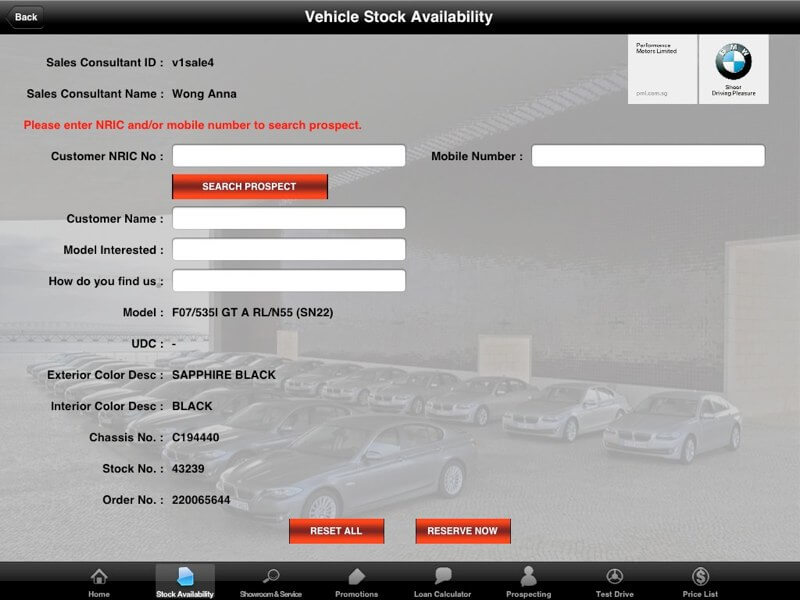 Back
Vehicle Stock Availability
Performance
Motors Limited
pml.com.sg
BMW
Sheer
Driving Pleasure
Sales Consultant ID : v1sale4
Sales Consultant Name : Wong Anna
Please enter NRIC and/or mobile number to search prospect.
Customer NRIC No :
Mobile Number :
SEARCH PROSPECT
Customer Name :
Model Interested :
How do you find us :
Model : F07/535I GT A RL/N55 (SN22)
UDC : -
Exterior Color Desc : SAPPHIRE BLACK
Interior Color Desc : BLACK
Chassis No. : C194440
Stock No. : 43239
Order No. : 220065644
RESET ALL
RESERVE NOW
Home
Stock Availability
Showroom & Service
Promotions
Loan Calculator
Prospecting
Test Drive
Price List